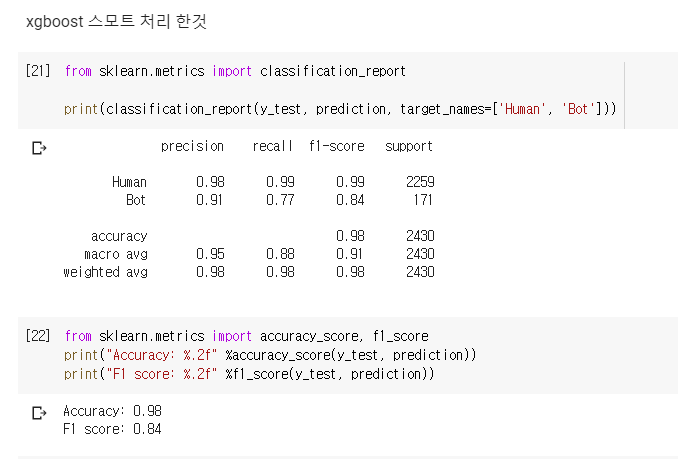 xgboost 스모트 처리 한것
[21] from sklearn.metrics import classification_report
print(classification_report(y_test, prediction, target_names=['Human', 'Bot']))
precision recall f1-score support
Human 0.98 0.99 0.99 2259
Bot 0.91 0.77 0.84 171
accuracy 0.98 2430
macro avg 0.95 0.88 0.91 2430
weighted avg 0.98 0.98 0.98 2430
[22] from sklearn.metrics import accuracy_score, f1_score
print("Accuracy: %.2f" %accuracy_score(y_test, prediction))
print("F1 score: %.2f" %f1_score(y_test, prediction))
Accuracy: 0.98
F1 score: 0.84